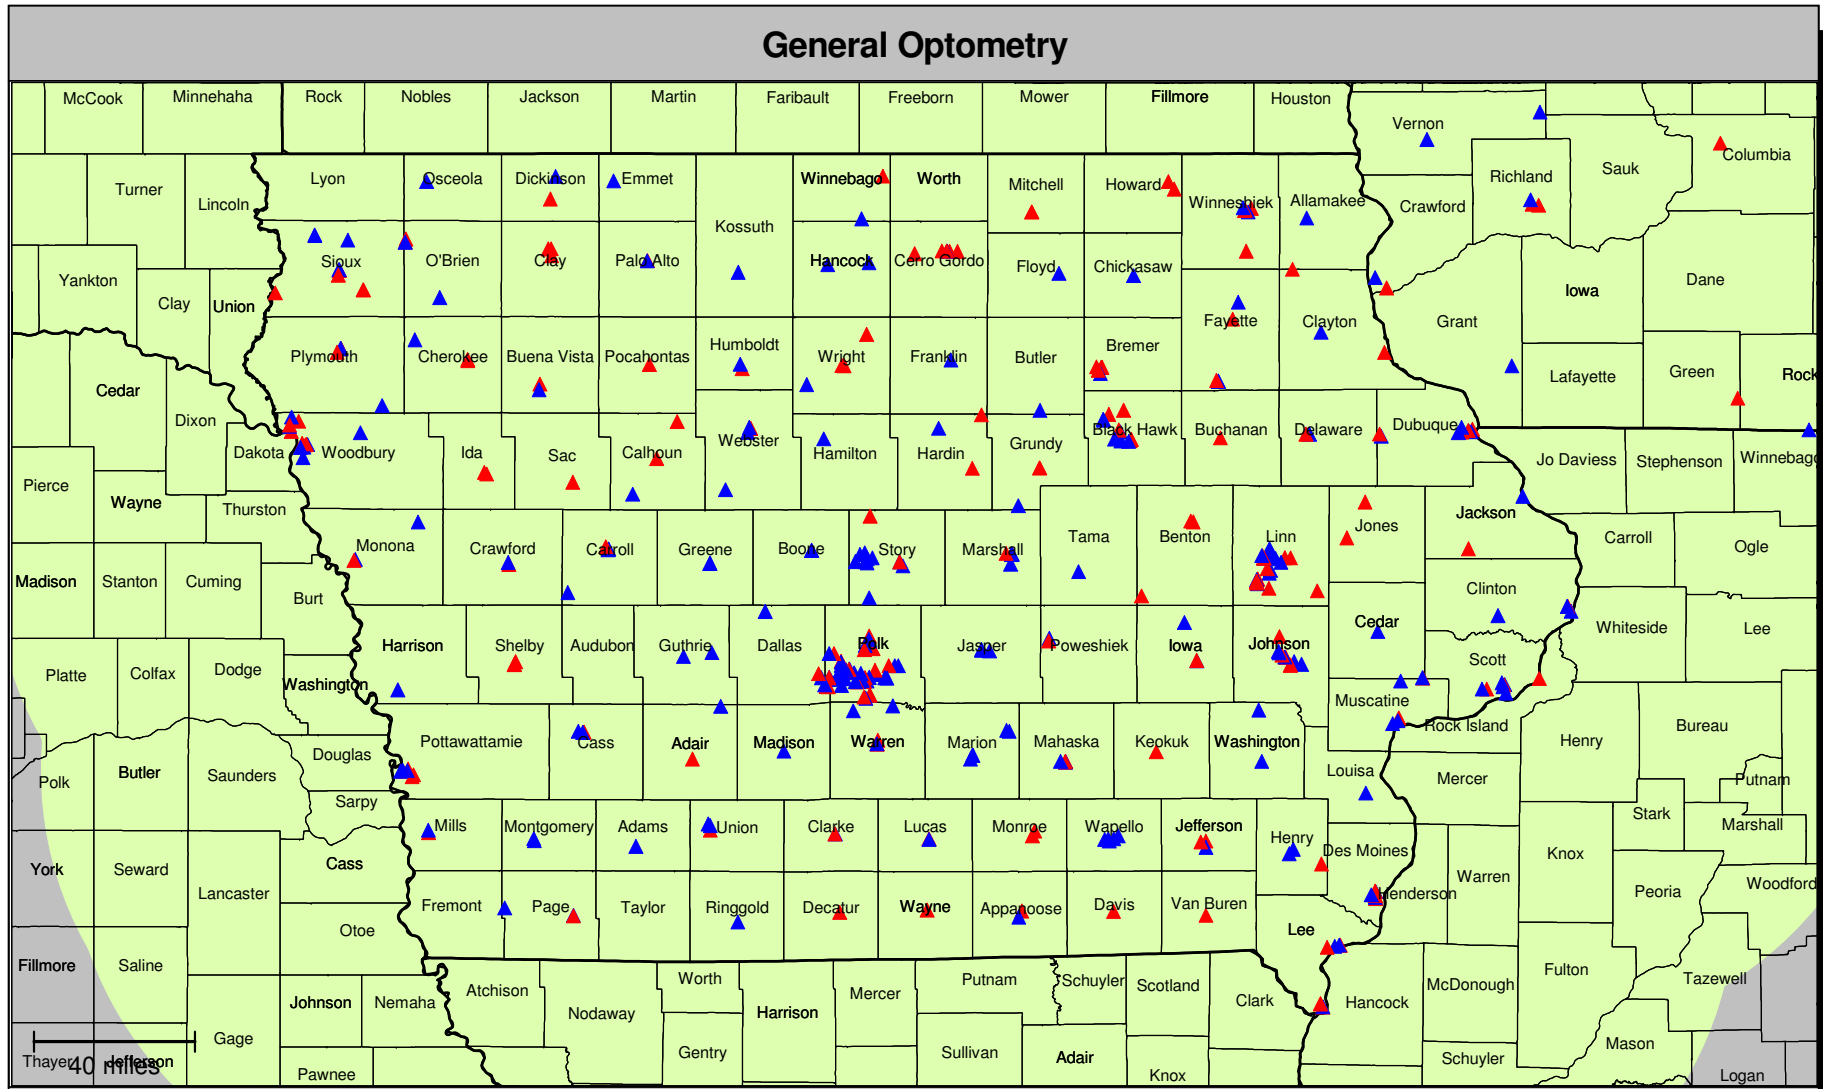 General Optometry
McCook Minnehaha Rock Nobles Jackson Martin Faribault Freeborn Mower Fillmore Houston
Vernon Columbia
Turner Lincoln Lyon Osceola Dickinson Emmet Winnebago Worth Mitchell Howard Winneshiek Allamakee Crawford Richland Sauk
Kossuth
Yankton Clay Union Sioux O'Brien Clay Palo Alto Hancock Cerro Gordo Floyd Chickasaw Iowa Dane
Fayette Clayton Grant
Cedar Plymouth Cherokee Buena Vista Pocahontas Humboldt Wright Franklin Butler Bremer Lafayette Green Rock
Dixon
Dakota Woodbury Ida Sac Calhoun Webster Hamilton Hardin Grundy Black Hawk Buchanan Delaware Dubuque Jo Daviess Stephenson Winnebago
Pierce Wayne Thurston
Monona Crawford Carroll Greene Boone Story Marshall Tama Benton Linn Jones Jackson Carroll Ogle
Madison Stanton Cuming Burt Clinton
Harrison Shelby Audubon Guthrie Dallas Polk Jasper Poweshiek Iowa Johnson Cedar Scott Whiteside Lee
Platte Colfax Dodge Washington Muscatine Rock Island Bureau
Polk Butler Saunders Douglas Pottawattamie Cass Adair Madison Warren Marion Mahaska Keokuk Washington Louisa Mercer Henry Putnam
Sarpy Stark Marshall
Mills Montgomery Adams Union Clarke Lucas Monroe Wapello Jefferson Henry Des Moines
York Seward Lancaster Cass Knox Warren Henderson Peoria Woodford
Otoe Fremont Page Taylor Ringgold Decatur Wayne Appanoose Davis Van Buren Lee
Fillmore Saline Fulton Tazewell
Johnson Nemaha Atchison Nodaway Worth Harrison Mercer Putnam Schuyler Scotland Clark Hancock McDonough
Gage Gentry Sullivan Adair Schuyler Mason
Thayer Jefferson Pawnee Knox Logan
40 miles